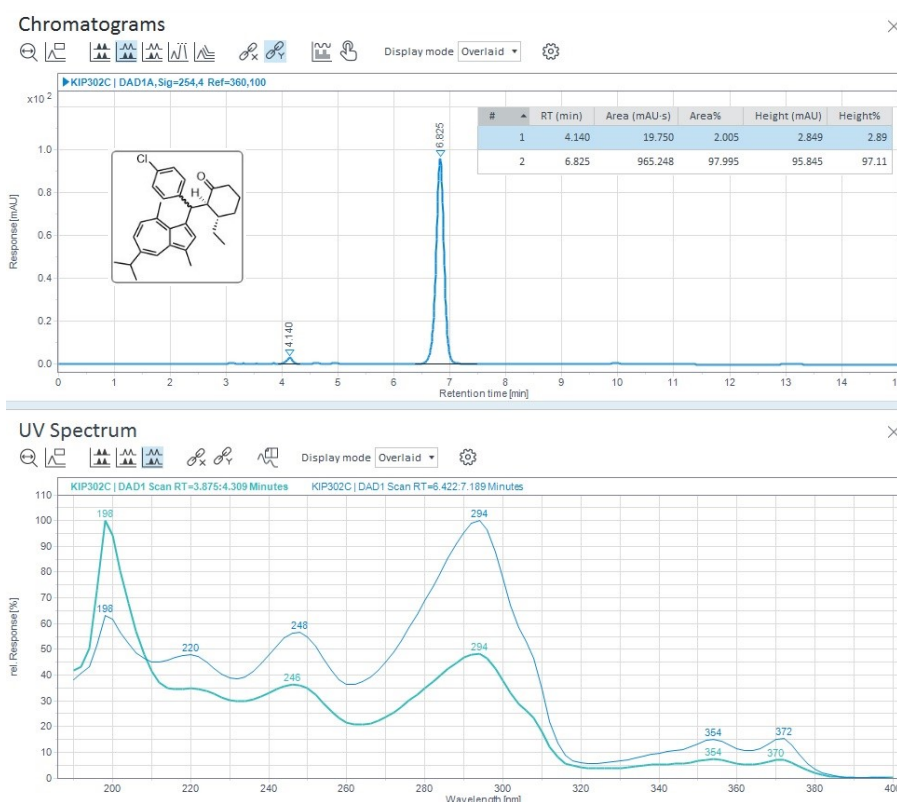 Chromatograms
Display mode Overlaid
KIP302C | DAD1A,Sig=254,4 Ref=360,100
x10 2
# RT (min) Area (mAU·s) Area% Height (mAU) Height%
1 4.140 19.750 2.005 2.849 2.89
2 6.825 965.248 97.995 95.845 97.11
6.825
4.140
Cl
O
H
1.0
0.8
0.6
0.4
0.2
0.0
Response [mAU]
0 1 2 3 4 5 6 7 8 9 10 11 12 13 14 15
Retention time [min]
UV Spectrum
Display mode Overlaid
KIP302C | DAD1 Scan RT=3.875:4.309 Minutes KIP302C | DAD1 Scan RT=6.422:7.189 Minutes
110
100
90
80
70
60
50
40
30
20
10
0
rel. Response [%]
198
294
198
248
220
294
246
354
372
354
370
200 220 240 260 280 300 320 340 360 380 400
Wavelength [nm]